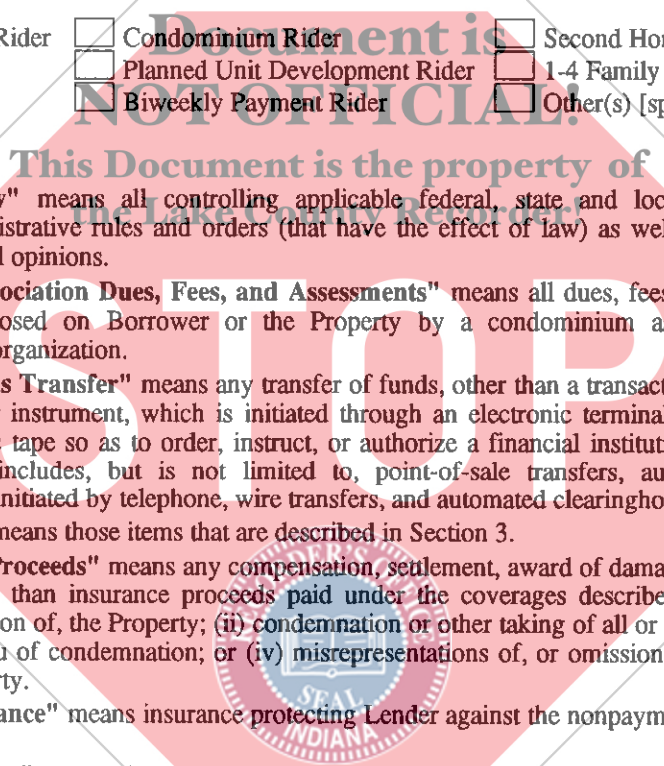 Rider Condominium Rider Second Hom
Planned Unit Development Rider 1-4 Family
Biweekly Payment Rider Other(s) [sp
Document is
NOT OFFICIAL!
This Document is the property of
the Lake County Recorder!
STOP
" means all controlling applicable federal, state and loc
istrative rules and orders (that have the effect of law) as wel
l opinions.
ociation Dues, Fees, and Assessments" means all dues, fees
osed on Borrower or the Property by a condominium a
organization.
s Transfer" means any transfer of funds, other than a transact
instrument, which is initiated through an electronic termina
tape so as to order, instruct, or authorize a financial instituti
includes, but is not limited to, point-of-sale transfers, au
initiated by telephone, wire transfers, and automated clearingho
means those items that are described in Section 3.
Proceeds" means any compensation, settlement, award of dama
than insurance proceeds paid under the coverages describe
on of, the Property; (ii) condemnation or other taking of all or
u of condemnation; or (iv) misrepresentations of, or omission
rty.
ance" means insurance protecting Lender against the nonpaym
SEAL
INDIANA